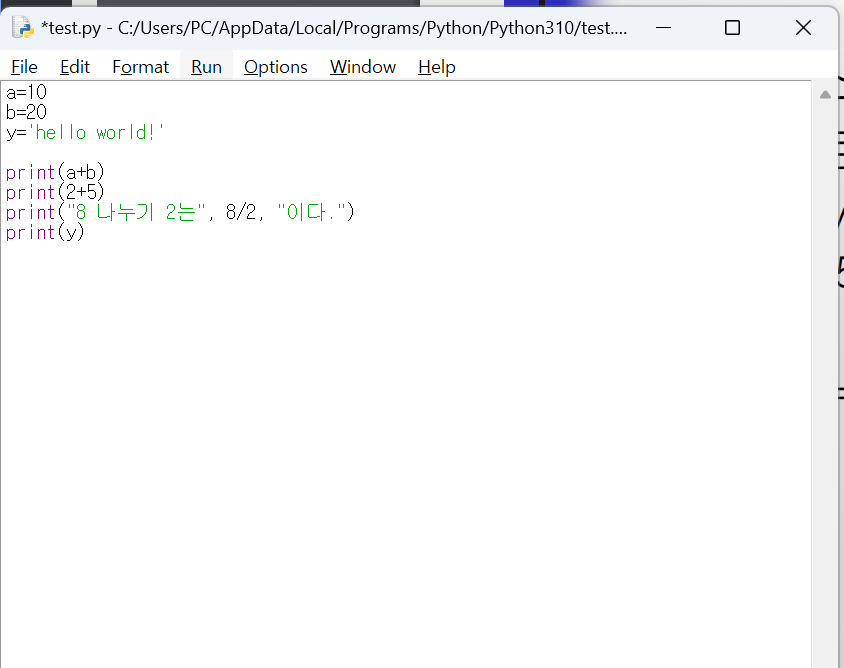 *test.py - C:/Users/PC/AppData/Local/Programs/Python/Python310/test....
File Edit Format Run Options Window Help
a=10
b=20
y='hello world!'
print(a+b)
print(2+5)
print("8 나누기 2는", 8/2, "이다.")
print(y)